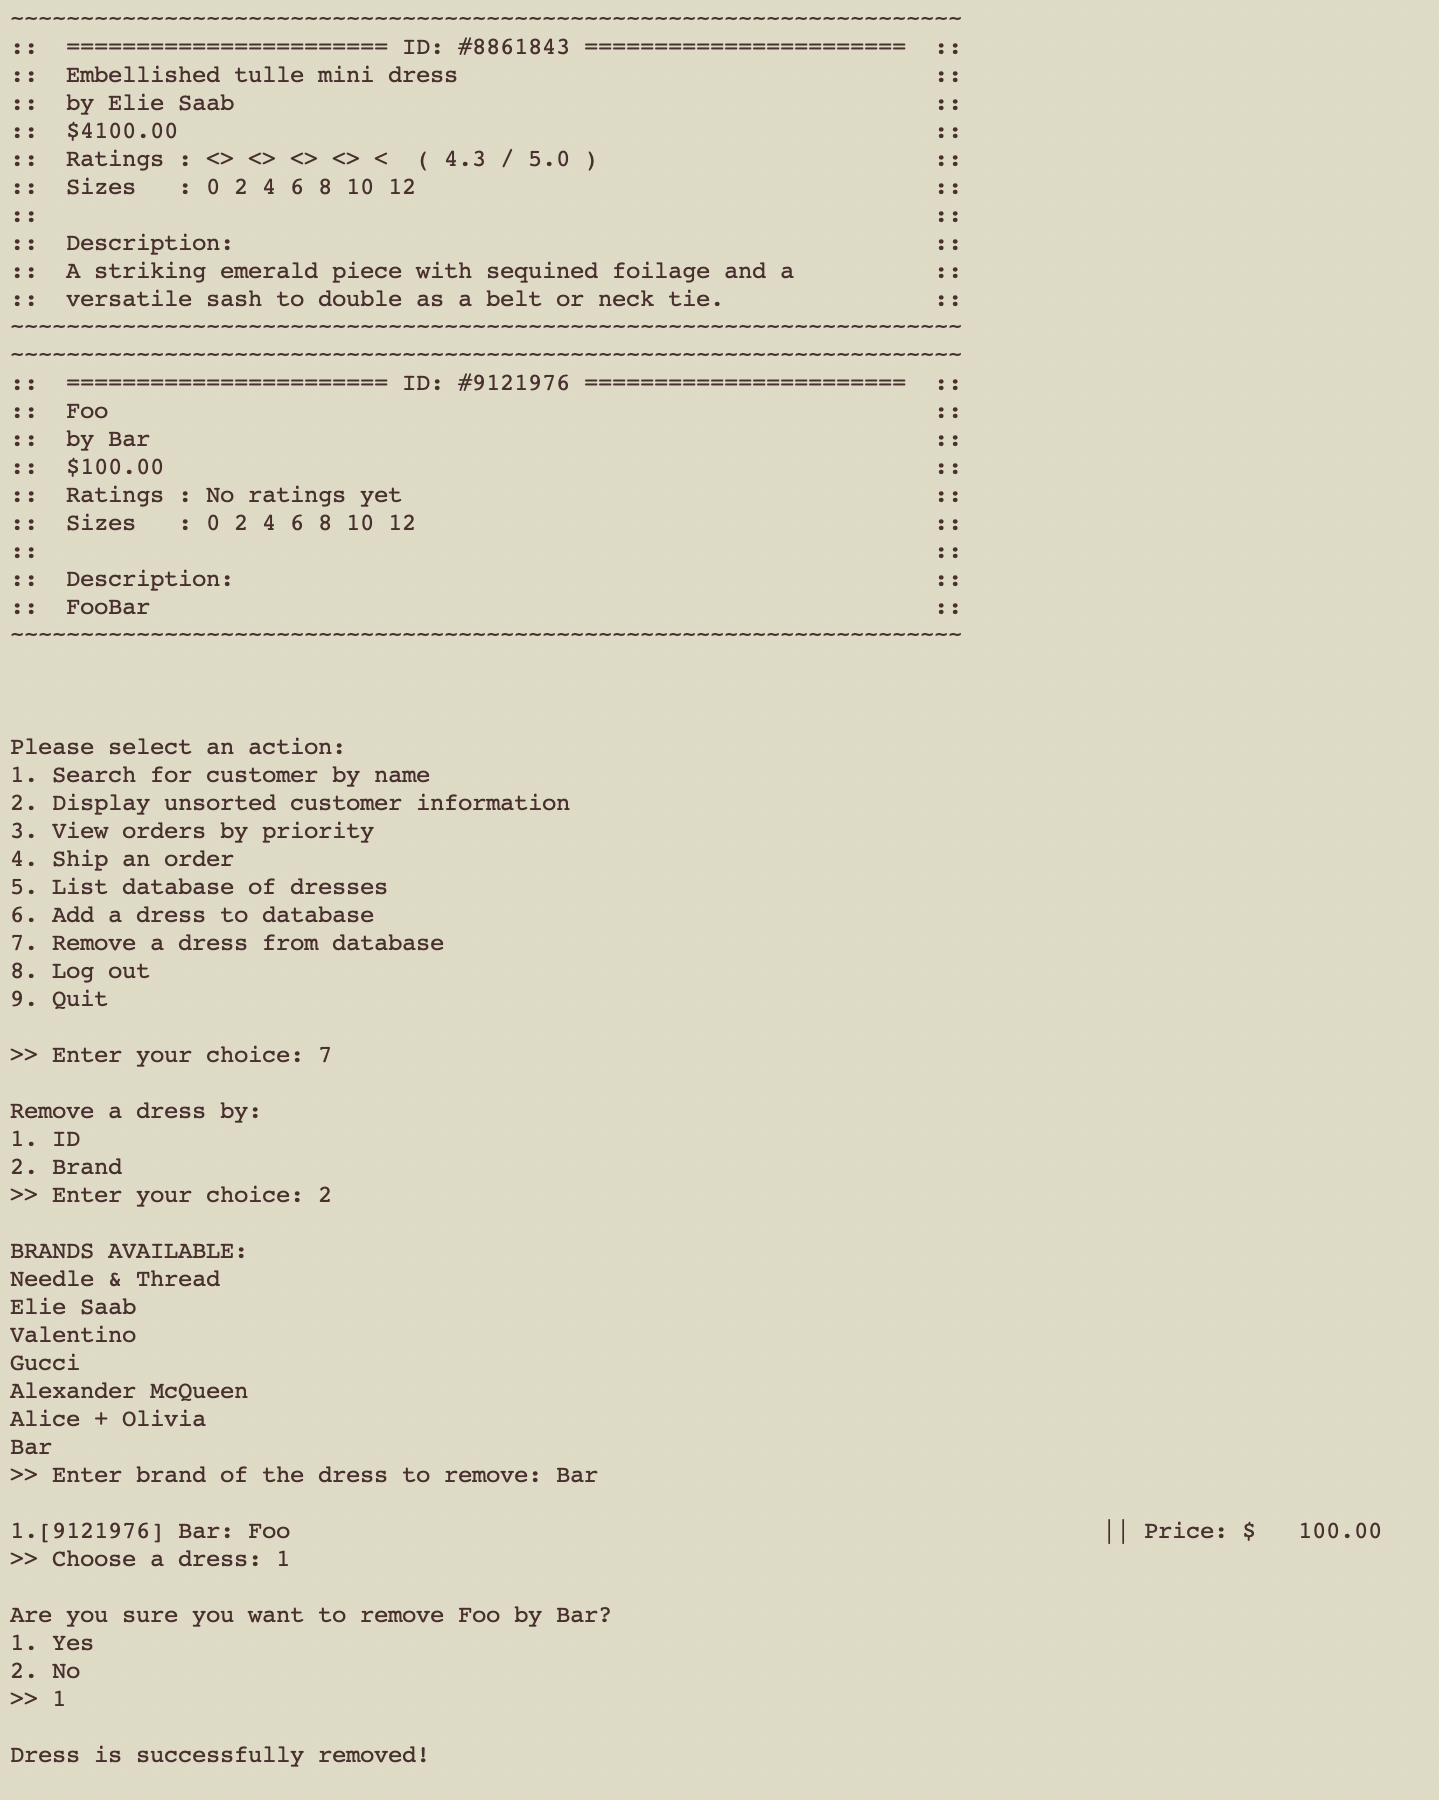 ~~~~~~~~~~~~~~~~~~~~~~~~~~~~~~~~~~~~~~~~~~~~~~~~~~~~~~~~~~~~~~~~~~~~
::  ======================= ID: #8861843 =======================  ::
::  Embellished tulle mini dress                                  ::
::  by Elie Saab                                                  ::
::  $4100.00                                                      ::
::  Ratings : <> <> <> <> <  ( 4.3 / 5.0 )                        ::
::  Sizes   : 0 2 4 6 8 10 12                                     ::
::                                                                ::
::  Description:                                                  ::
::  A striking emerald piece with sequined foilage and a          ::
::  versatile sash to double as a belt or neck tie.               ::
~~~~~~~~~~~~~~~~~~~~~~~~~~~~~~~~~~~~~~~~~~~~~~~~~~~~~~~~~~~~~~~~~~~~
~~~~~~~~~~~~~~~~~~~~~~~~~~~~~~~~~~~~~~~~~~~~~~~~~~~~~~~~~~~~~~~~~~~~
::  ======================= ID: #9121976 =======================  ::
::  Foo                                                           ::
::  by Bar                                                        ::
::  $100.00                                                       ::
::  Ratings : No ratings yet                                      ::
::  Sizes   : 0 2 4 6 8 10 12                                     ::
::                                                                ::
::  Description:                                                  ::
::  FooBar                                                        ::
~~~~~~~~~~~~~~~~~~~~~~~~~~~~~~~~~~~~~~~~~~~~~~~~~~~~~~~~~~~~~~~~~~~~
Please select an action:
1. Search for customer by name
2. Display unsorted customer information
3. View orders by priority
4. Ship an order
5. List database of dresses
6. Add a dress to database
7. Remove a dress from database
8. Log out
9. Quit
>> Enter your choice: 7
Remove a dress by:
1. ID
2. Brand
>> Enter your choice: 2
BRANDS AVAILABLE:
Needle & Thread
Elie Saab
Valentino
Gucci
Alexander McQueen
Alice + Olivia
Bar
>> Enter brand of the dress to remove: Bar
1.[9121976] Bar: Foo                                                          || Price: $   100.00
>> Choose a dress: 1
Are you sure you want to remove Foo by Bar?
1. Yes
2. No
>> 1
Dress is successfully removed!